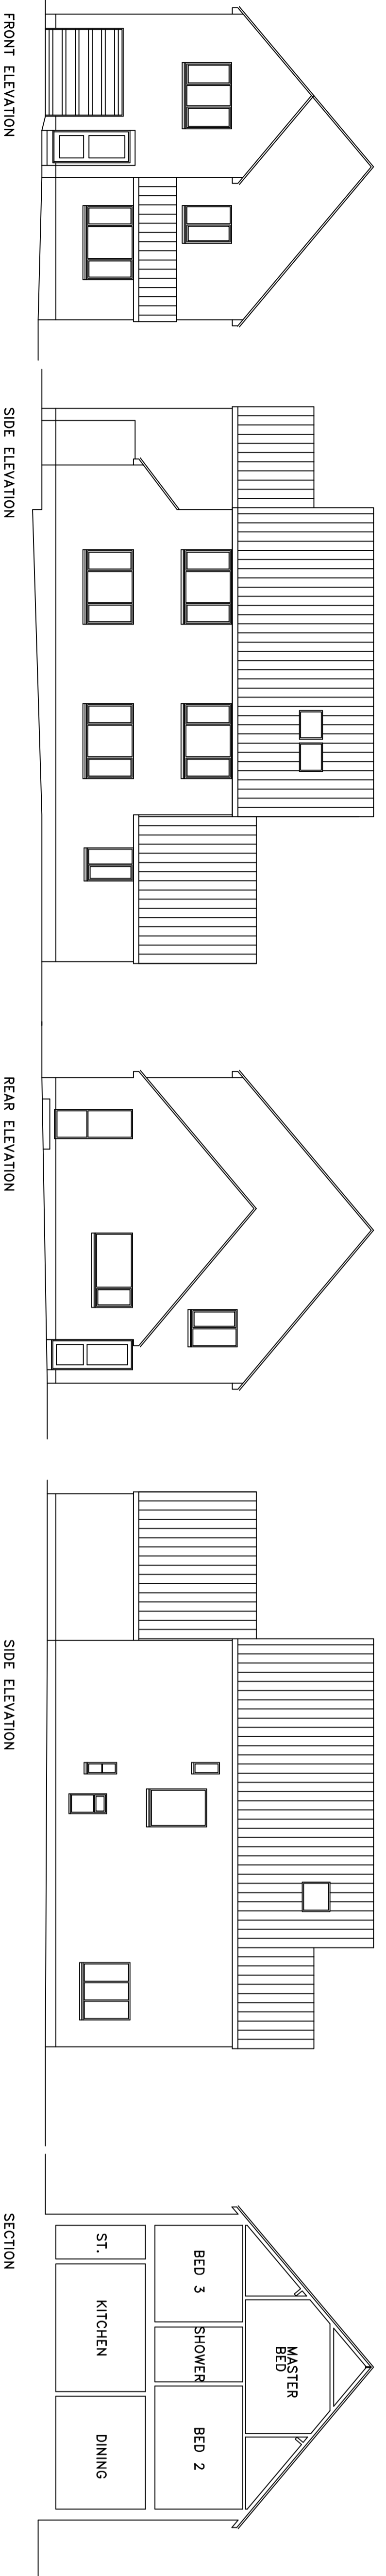 FRONT ELEVATION
SIDE ELEVATION
REAR ELEVATION
SIDE ELEVATION
SECTION
MASTER
BED
BED 3
SHOWER
BED 2
ST.
KITCHEN
DINING